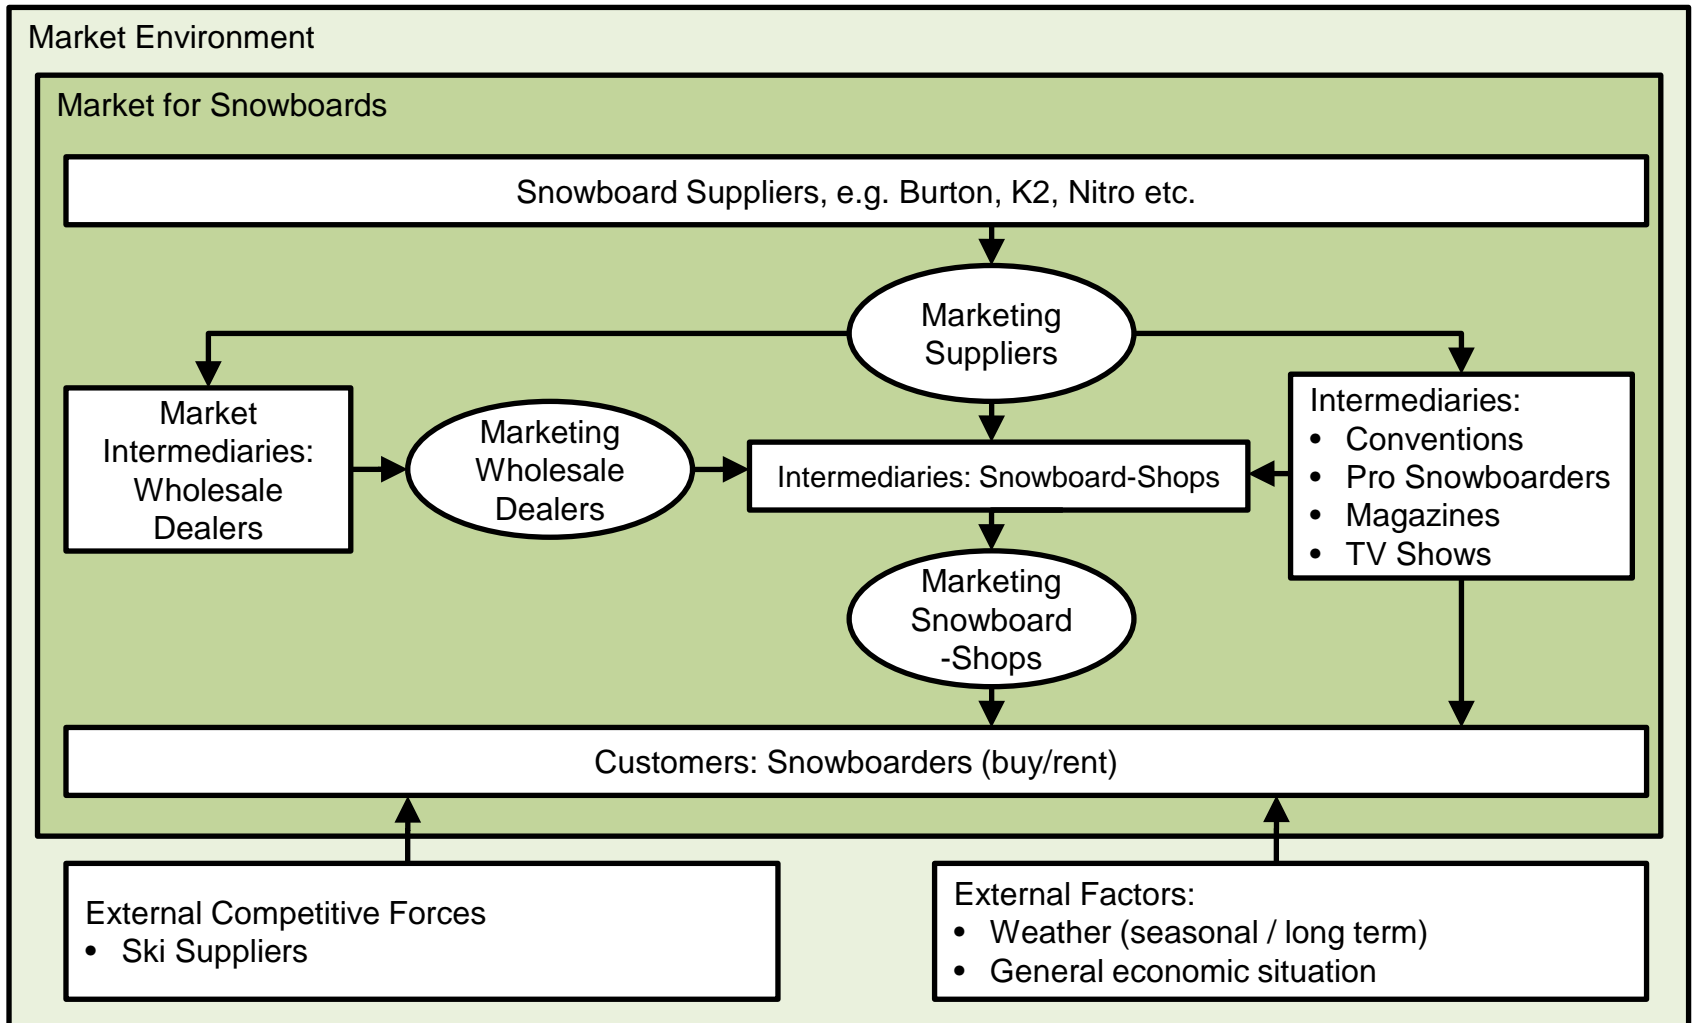 Market Environment
Market for Snowboards
Snowboard Suppliers, e.g. Burton, K2, Nitro etc.
Marketing
Suppliers
Market
Intermediaries:
Wholesale
Dealers
Marketing
Wholesale
Dealers
Intermediaries: Snowboard-Shops
Intermediaries:
• Conventions
• Pro Snowboarders
• Magazines
• TV Shows
Marketing
Snowboard
-Shops
Customers: Snowboarders (buy/rent)
External Competitive Forces
• Ski Suppliers
External Factors:
• Weather (seasonal / long term)
• General economic situation